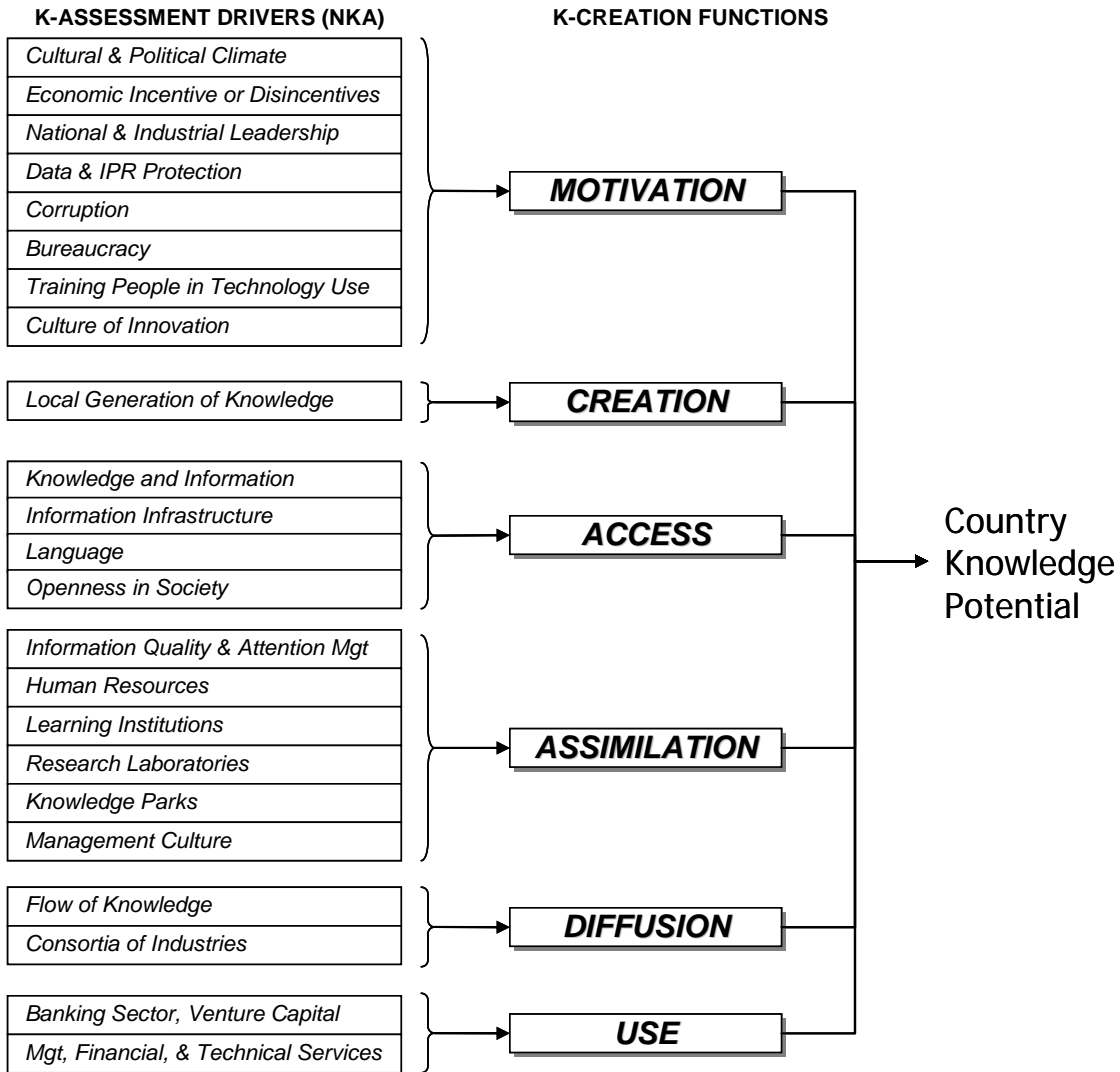 K-ASSESSMENT DRIVERS (NKA)
K-CREATION FUNCTIONS
Cultural & Political Climate
Economic Incentive or Disincentives
National & Industrial Leadership
Data & IPR Protection
Corruption
Bureaucracy
Training People in Technology Use
Culture of Innovation
MOTIVATION
Local Generation of Knowledge
CREATION
Knowledge and Information
Information Infrastructure
Language
Openness in Society
ACCESS
Information Quality & Attention Mgt
Human Resources
Learning Institutions
Research Laboratories
Knowledge Parks
Management Culture
ASSIMILATION
Flow of Knowledge
Consortia of Industries
DIFFUSION
Banking Sector, Venture Capital
Mgt, Financial, & Technical Services
USE
Country
Knowledge
Potential